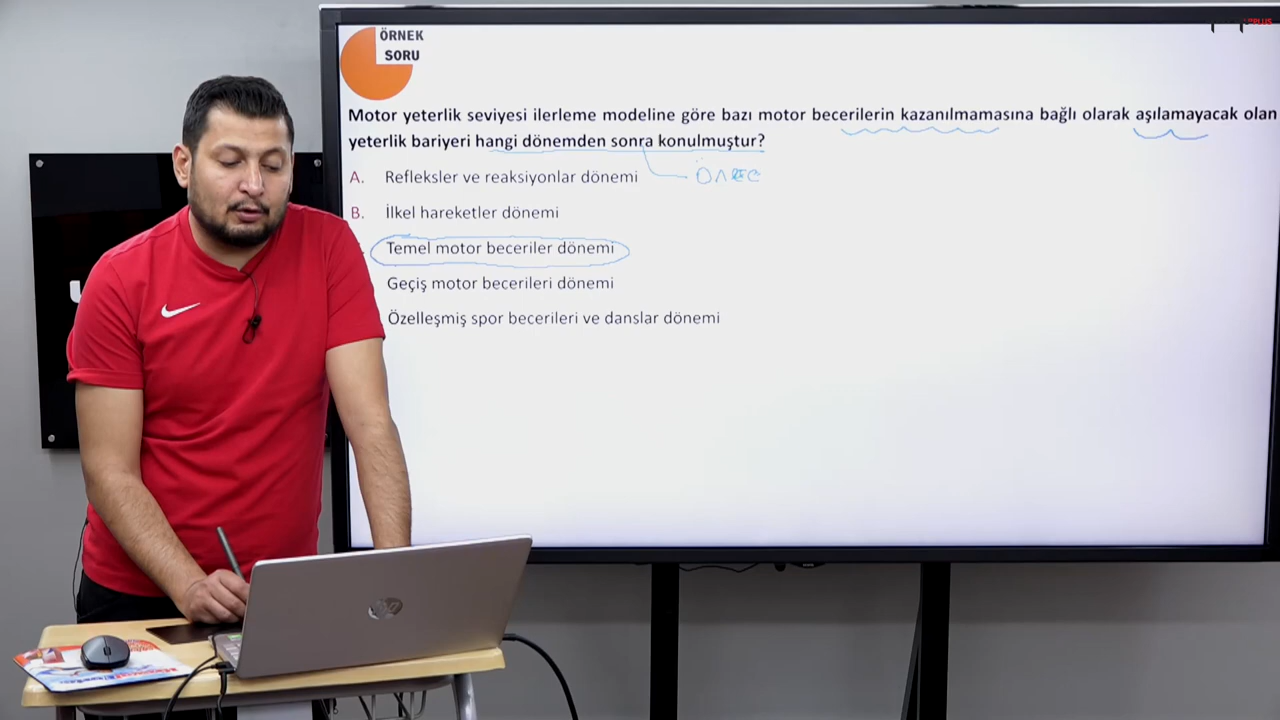 ÖRNEK
SORU
Motor yeterlik seviyesi ilerleme modeline göre bazı motor becerilerin kazanılmamasına bağlı olarak aşılamayacak olan
yeterlik bariyeri hangi dönemden sonra konulmuştur?
A. Refleksler ve reaksiyonlar dönemi
B. İlkel hareketler dönemi
Temel motor beceriler dönemi
Geçiş motor becerileri dönemi
Özelleşmiş spor becerileri ve danslar dönemi
hp